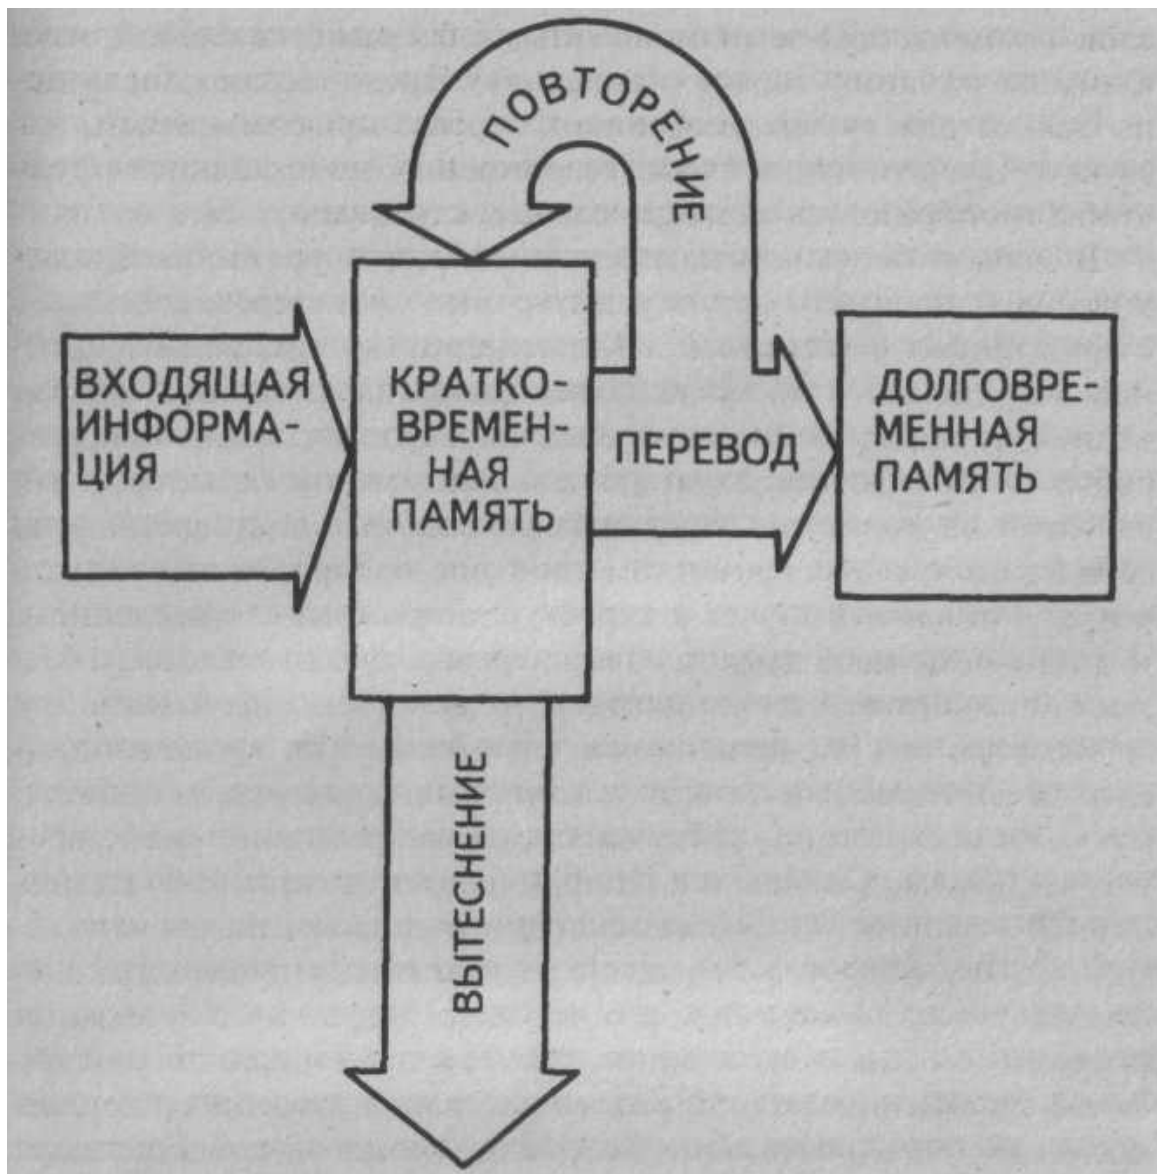 ПОВТОРЕНИЕ
ВХОДЯЩАЯ
ИНФОРМА-
ЦИЯ
КРАТКО-
ВРЕМЕН-
НАЯ
ПАМЯТЬ
ПЕРЕВОД
ДОЛГОВРЕ-
МЕННАЯ
ПАМЯТЬ
ВЫТЕСНЕНИЕ